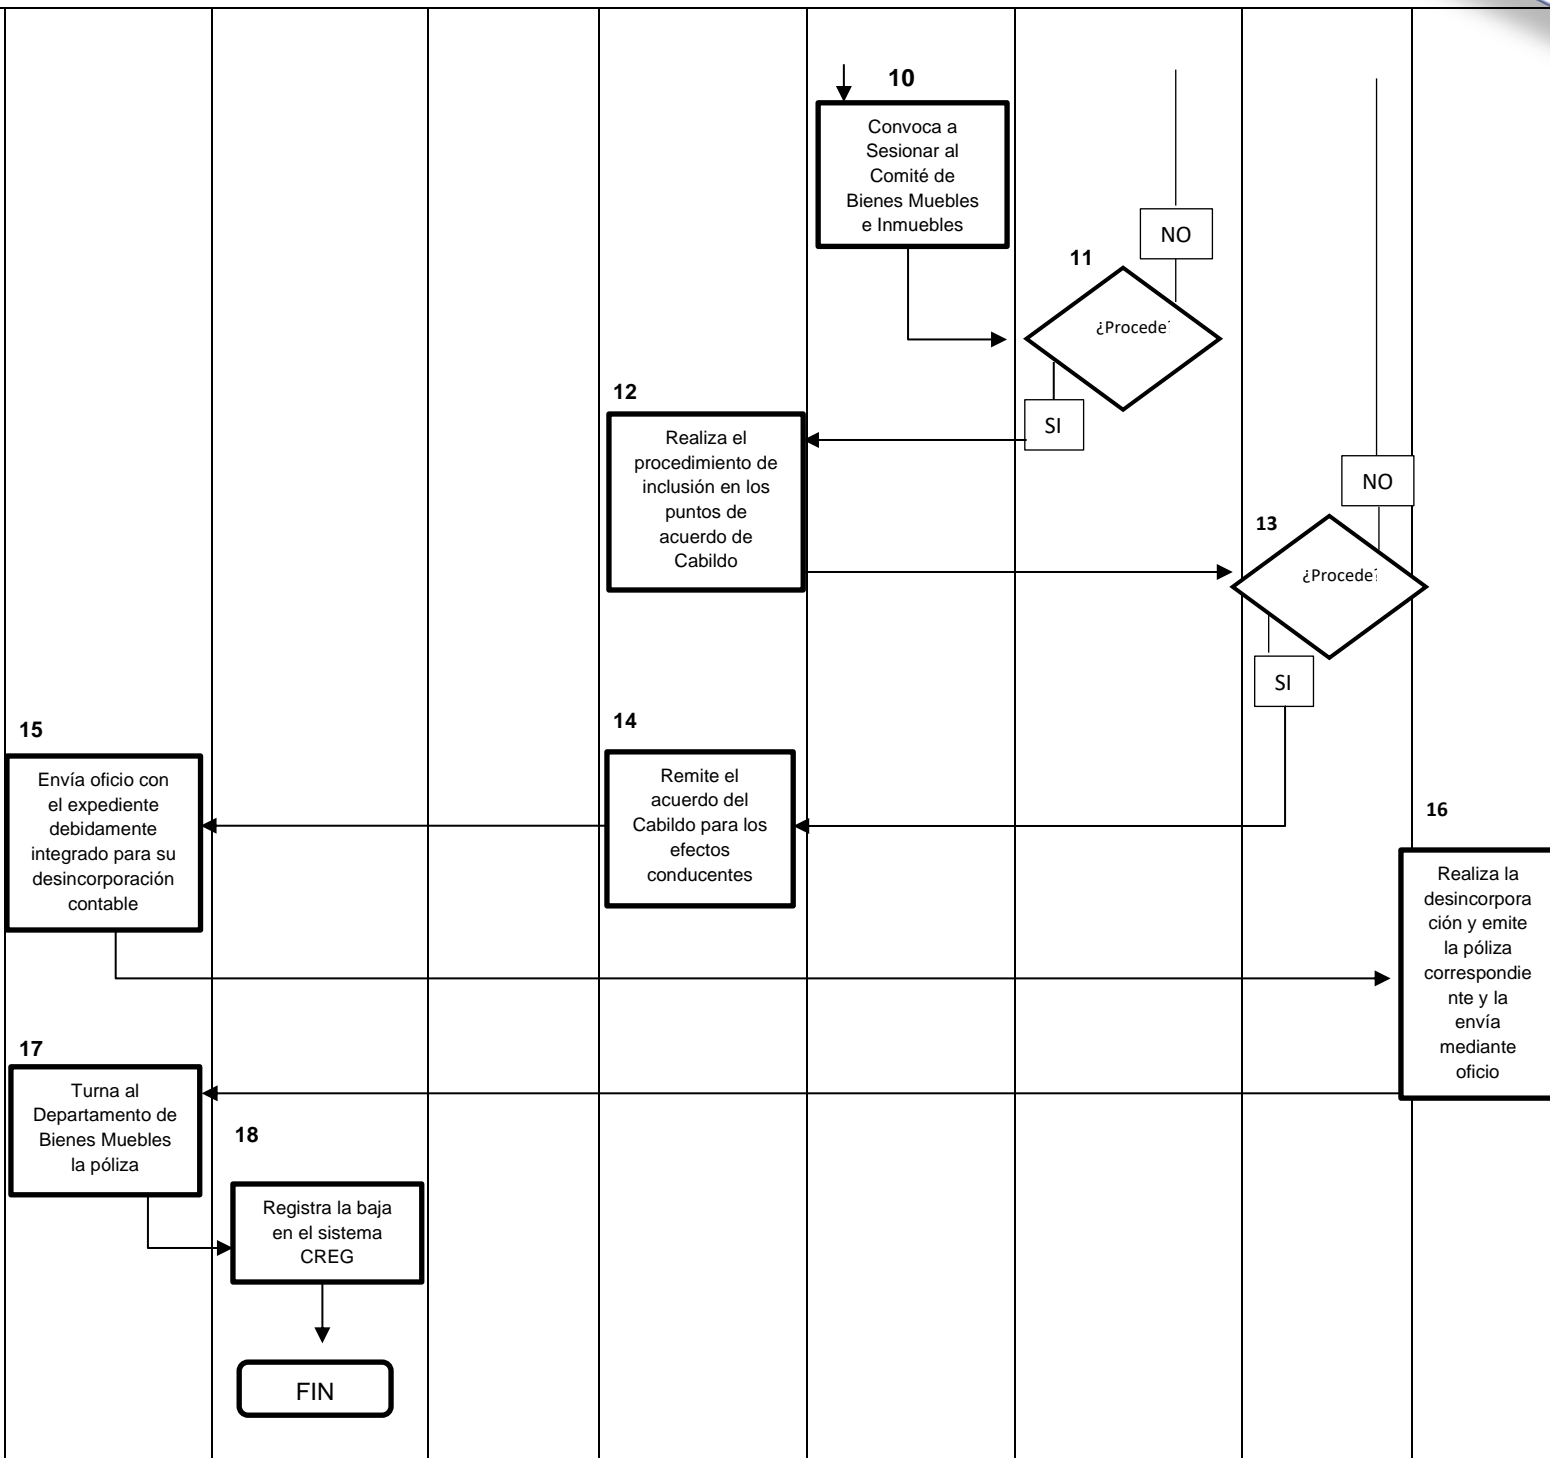 10
Convoca a
Sesionar al
Comité de
Bienes Muebles
e Inmuebles
NO
11
¿Procede?
SI
12
Realiza el
procedimiento de
inclusión en los
puntos de
acuerdo de
Cabildo
NO
13
¿Procede?
SI
14
Remite el
acuerdo del
Cabildo para los
efectos
conducentes
15
Envía oficio con
el expediente
debidamente
integrado para su
desincorporación
contable
16
Realiza la
desincorpora
ción y emite
la póliza
correspondie
nte y la
envía
mediante
oficio
17
Turna al
Departamento de
Bienes Muebles
la póliza
18
Registra la baja
en el sistema
CREG
FIN